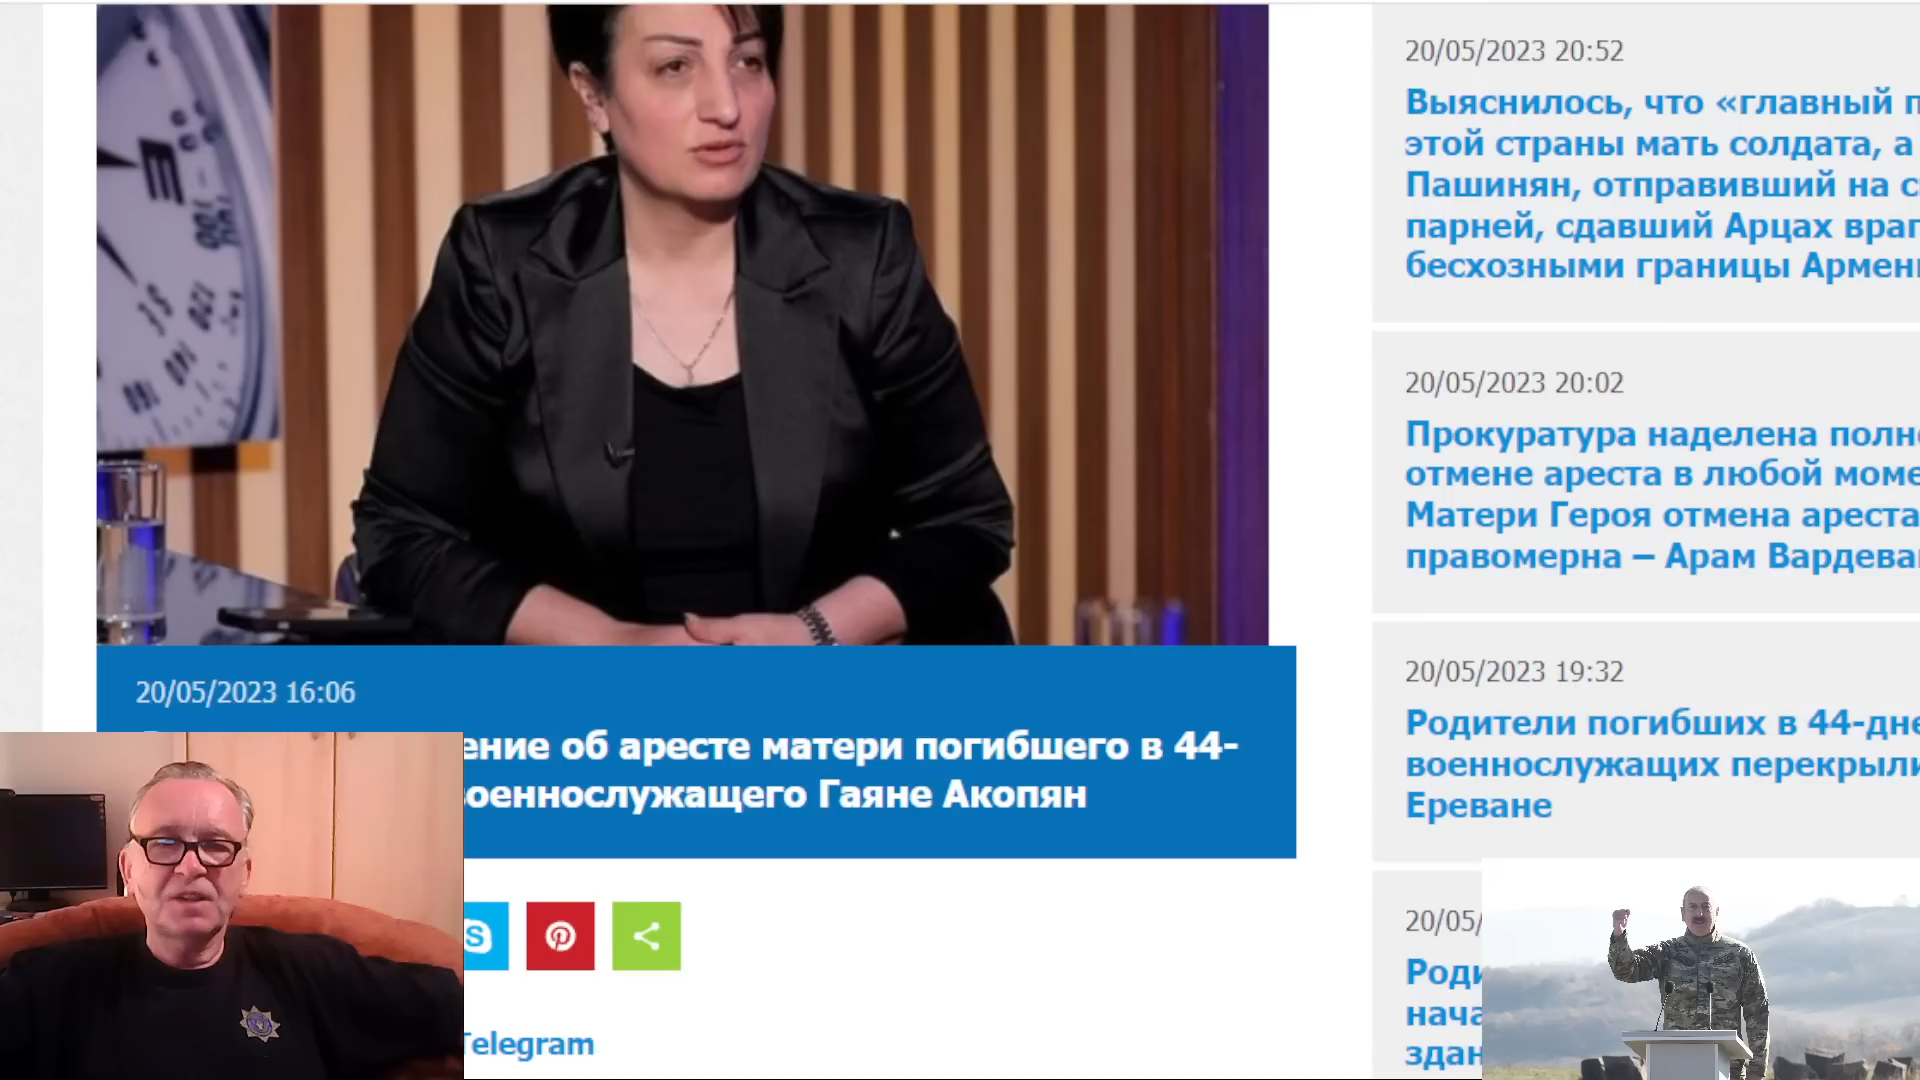 20/05/2023 16:06
ение об аресте матери погибшего в 44-
военнослужащего Гаяне Акопян
Telegram
20/05/2023 20:52
Выяснилось, что «главный п
этой страны мать солдата, а
Пашинян, отправивший на с
парней, сдавший Арцах враг
бесхозными границы Армен
20/05/2023 20:02
Прокуратура наделена полно
отмене ареста в любой моме
Матери Героя отмена ареста
правомерна – Арам Вардева
20/05/2023 19:32
Родители погибших в 44-дне
военнослужащих перекрыли
Ереване
20/05/
Роди
нача
здан